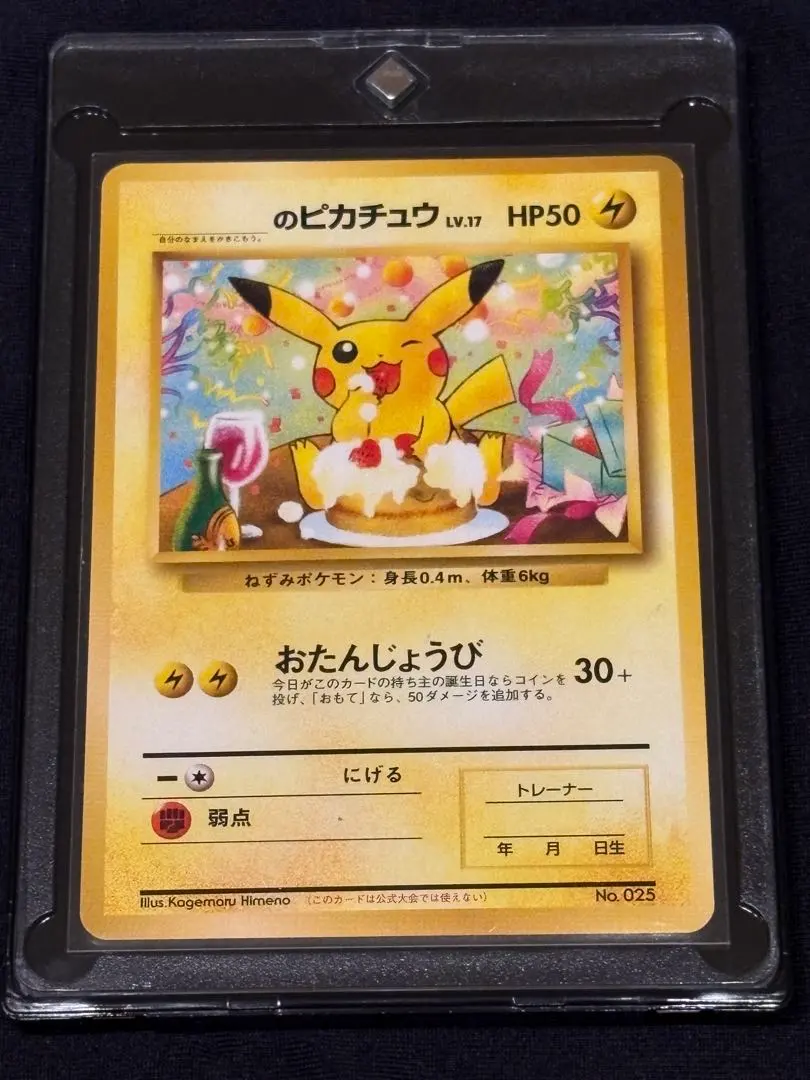 のピカチュウ LV.17 HP50
自分のなまえをかきこもう。
ねずみポケモン：身長0.4m、体重6kg
おたんじょうび 30+
今日がこのカードの持ち主の誕生日ならコインを
投げ、「おもて」なら、50ダメージを追加する。
ー にげる
弱点
トレーナー
年 月 日生
Illus.Kagemaru Himeno （このカードは公式大会では使えない） No. 025